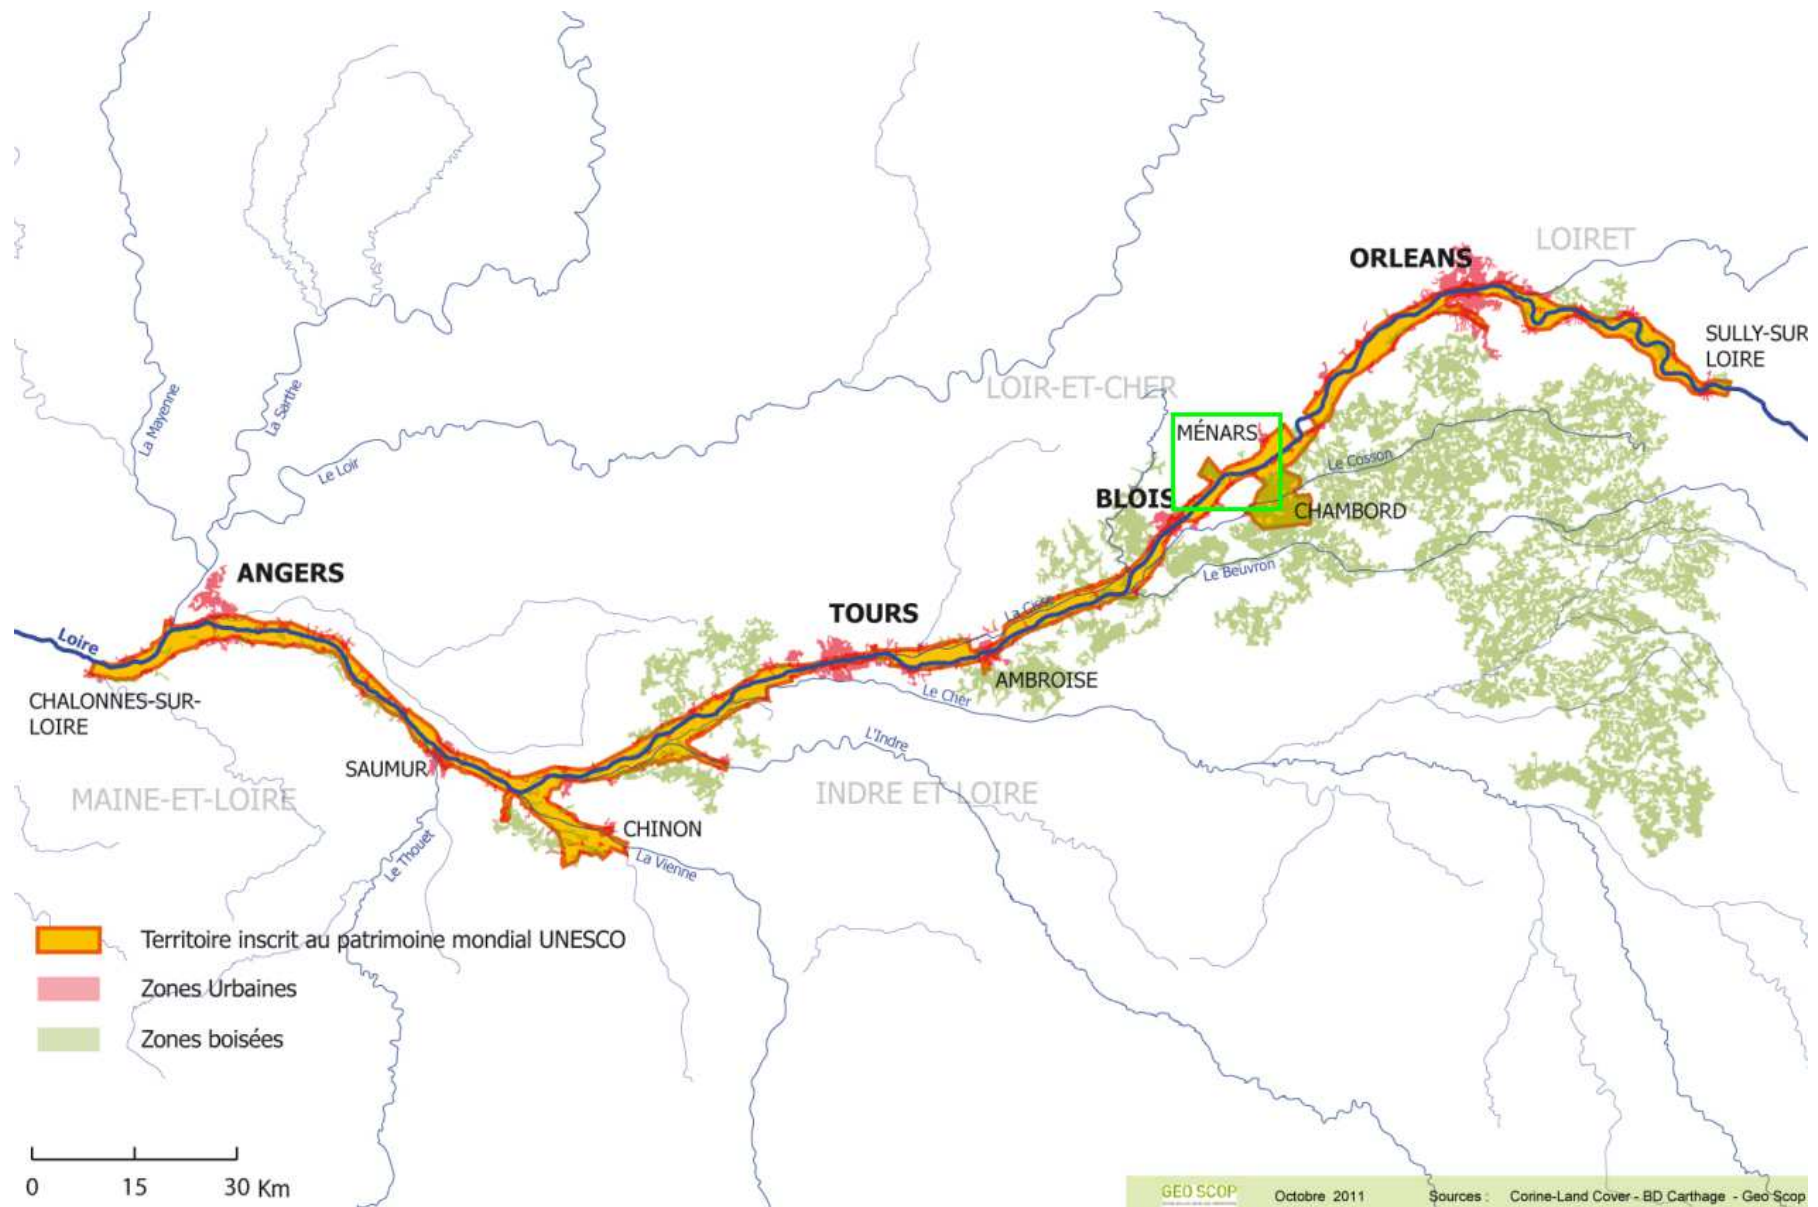 ORLEANS
LOIRET
SULLY-SUR
LOIRE
LOIR-ET-CHER
MÉNARS
Le Cosson
BLOIS
CHAMBORD
La Mayenne
La Sarthe
Le Loir
Le Beuvron
ANGERS
TOURS
La Cisse
Loire
AMBROISE
Le Cher
CHALONNES-SUR-
LOIRE
L'Indre
SAUMUR
MAINE-ET-LOIRE
INDRE ET LOIRE
CHINON
Le Thouet
La Vienne
Territoire inscrit au patrimoine mondial UNESCO
Zones Urbaines
Zones boisées
0 15 30 Km
GEO SCOP Octobre 2011 Sources : Corine-Land Cover - BD Carthage - Geo Scop